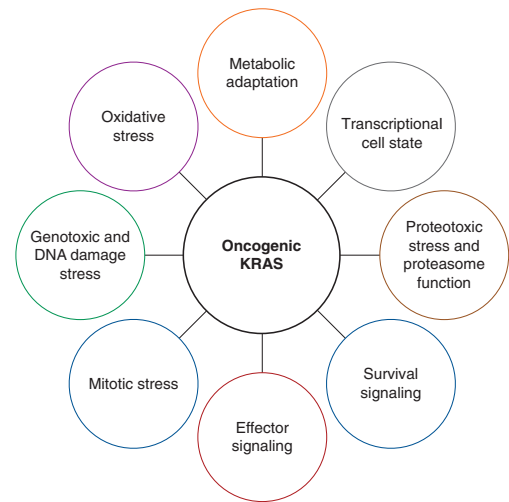 Metabolic
adaptation
Oxidative
stress
Transcriptional
cell state
Genotoxic and
DNA damage
stress
Oncogenic
KRAS
Proteotoxic
stress and
proteasome
function
Mitotic stress
Survival
signaling
Effector
signaling